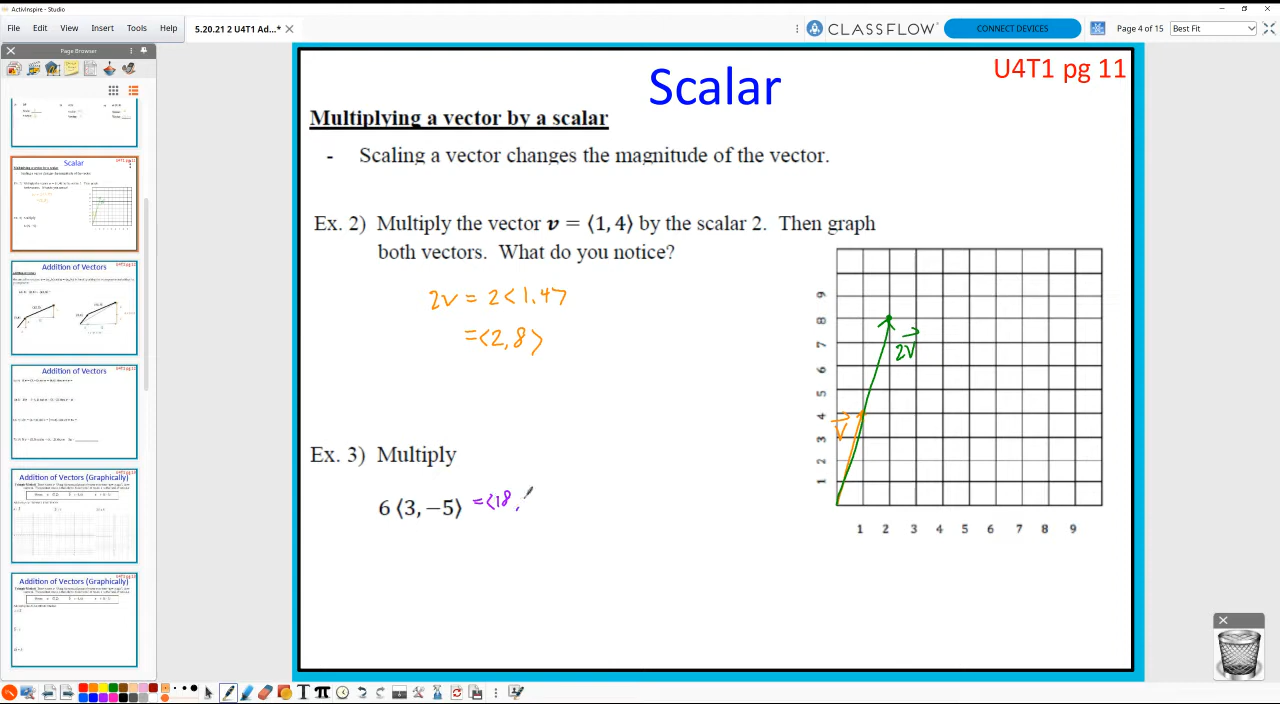 ActivInspire - Studio
File Edit View Insert Tools Help
5.20.21 2 U4T1 Ad...*
CLASSFLOW
CONNECT DEVICES
Page 4 of 15
Best Fit
Page Browser
Scalar
Addition of Vectors
Addition of Vectors
Addition of Vectors (Graphically)
Addition of Vectors (Graphically)
Scalar
U4T1 pg 11
Multiplying a vector by a scalar
- Scaling a vector changes the magnitude of the vector.
Ex. 2) Multiply the vector v = ⟨1, 4⟩ by the scalar 2. Then graph
both vectors. What do you notice?
2v = 2<1.4>
=<2,8>
9
8
7
6
5
4
3
2
1
2v
v
1 2 3 4 5 6 7 8 9
Ex. 3) Multiply
6 ⟨3, −5⟩ =<18,